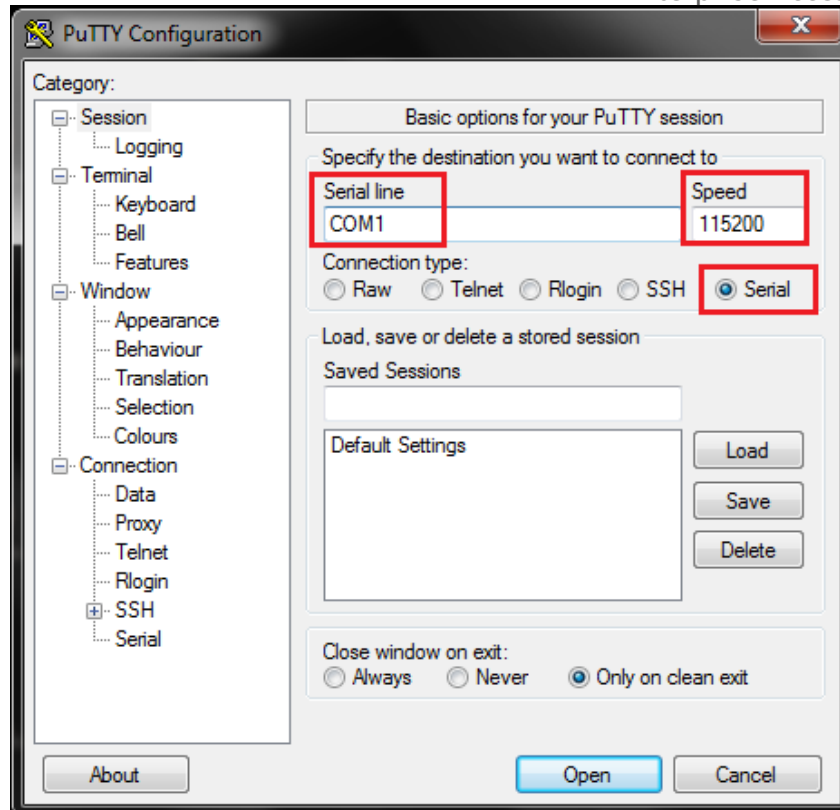 PuTTY Configuration
Category:
Session
Logging
Terminal
Keyboard
Bell
Features
Window
Appearance
Behaviour
Translation
Selection
Colours
Connection
Data
Proxy
Telnet
Rlogin
SSH
Serial
Basic options for your PuTTY session
Specify the destination you want to connect to
Serial line Speed
COM1 115200
Connection type:
Raw Telnet Rlogin SSH Serial
Load, save or delete a stored session
Saved Sessions
Default Settings
Load
Save
Delete
Close window on exit:
Always Never Only on clean exit
About Open Cancel